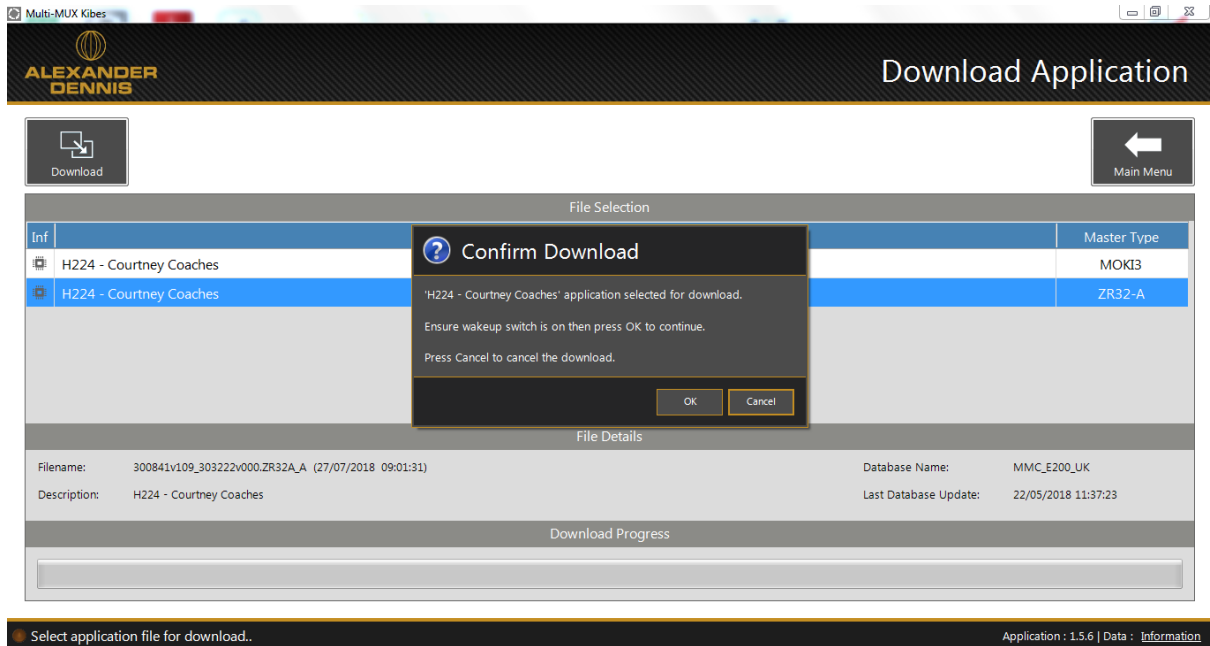 Multi-MUX Kibes
ALEXANDER
DENNIS
Download Application
Download
Main Menu
File Selection
Inf
Master Type
H224 - Courtney Coaches
MOKI3
H224 - Courtney Coaches
ZR32-A
Confirm Download
'H224 - Courtney Coaches' application selected for download.
Ensure wakeup switch is on then press OK to continue.
Press Cancel to cancel the download.
OK
Cancel
File Details
Filename: 300841v109_303222v000.ZR32A_A (27/07/2018 09:01:31)
Database Name: MMC_E200_UK
Description: H224 - Courtney Coaches
Last Database Update: 22/05/2018 11:37:23
Download Progress
Select application file for download..
Application : 1.5.6 | Data : Information